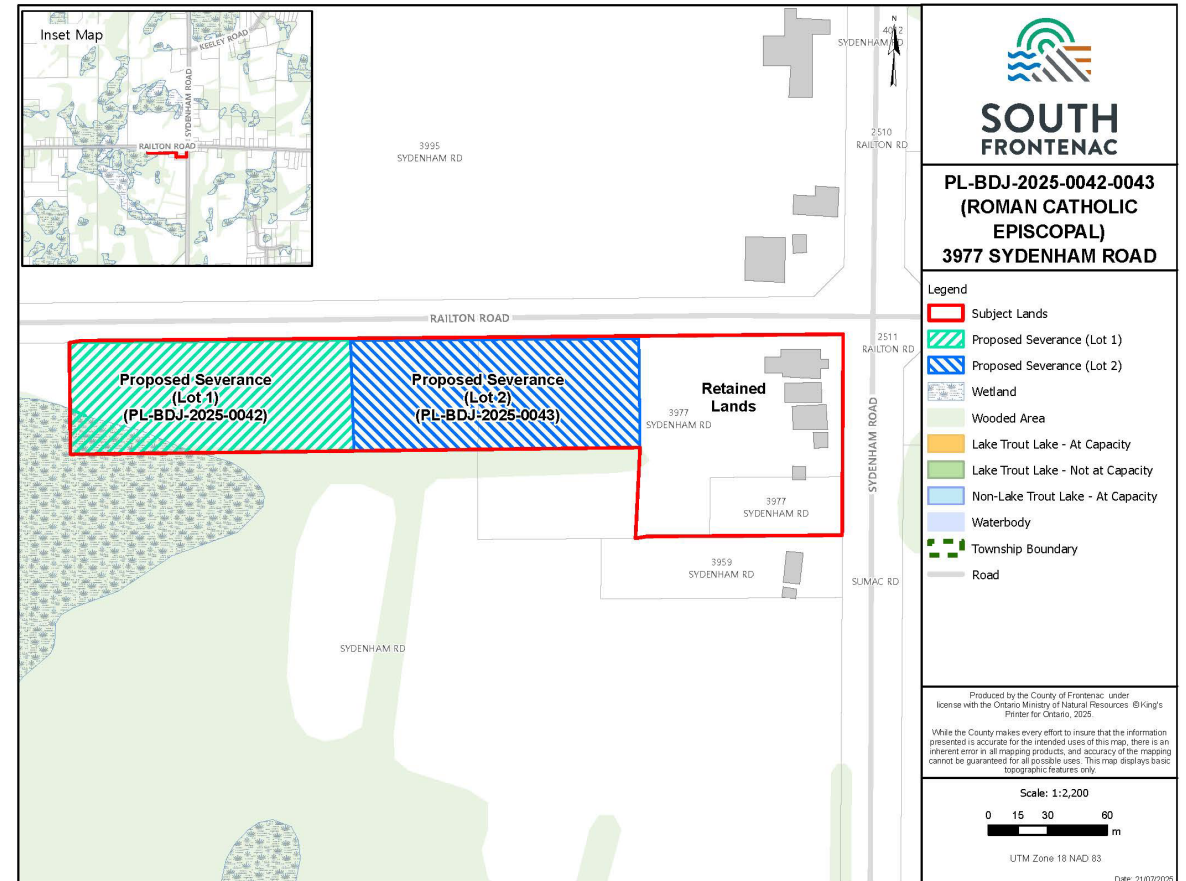 Inset Map
KEELEY ROAD
SYDENHAM ROAD
RAILTON ROAD
N
SYDENHAM RD
3995
SYDENHAM RD
2510
RAILTON RD
RAILTON ROAD
2511
RAILTON RD
Proposed Severance
(Lot 1)
(PL-BDJ-2025-0042)
Proposed Severance
(Lot 2)
(PL-BDJ-2025-0043)
Retained
Lands
3977
SYDENHAM RD
SYDENHAM ROAD
3977
SYDENHAM RD
3959
SYDENHAM RD
SUMAC RD
SYDENHAM RD
SOUTH
FRONTENAC
PL-BDJ-2025-0042-0043
(ROMAN CATHOLIC
EPISCOPAL)
3977 SYDENHAM ROAD
Legend
Subject Lands
Proposed Severance (Lot 1)
Proposed Severance (Lot 2)
Wetland
Wooded Area
Lake Trout Lake - At Capacity
Lake Trout Lake - Not at Capacity
Non-Lake Trout Lake - At Capacity
Waterbody
Township Boundary
Road
Produced by the County of Frontenac under
license with the Ontario Ministry of Natural Resources © King's
Printer for Ontario, 2025.
While the County makes every effort to insure that the information
presented is accurate for the intended uses of this map, there is an
inherent error in all mapping products, and accuracy of the mapping
cannot be guaranteed for all possible uses. This map displays basic
topographic features only.
Scale: 1:2,200
0 15 30 60
m
UTM Zone 18 NAD 83
Date: 21/07/2025